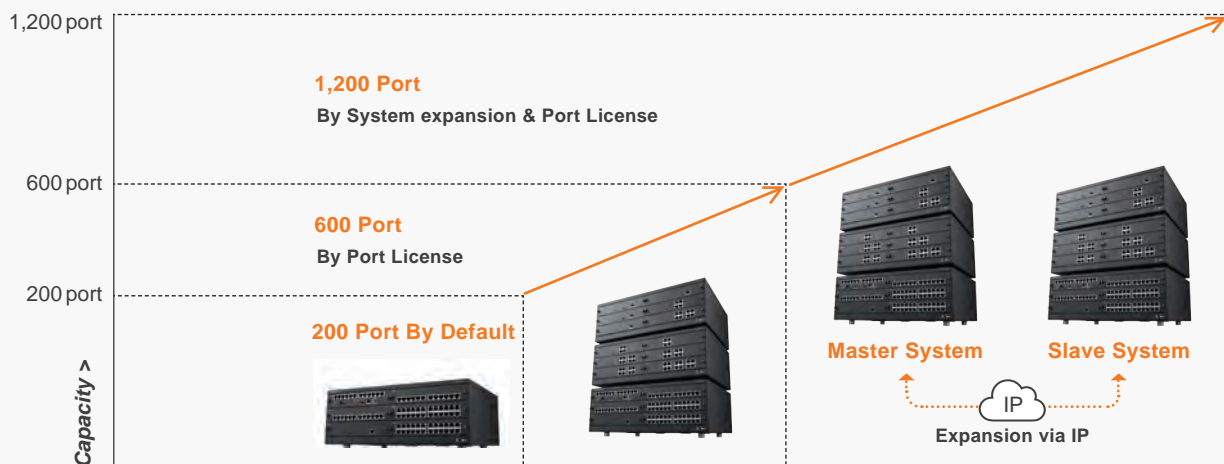 1,200 port
1,200 Port
By System expansion & Port License
600 port
600 Port
By Port License
200 port
200 Port By Default
Master System
Slave System
IP
Expansion via IP
Capacity >